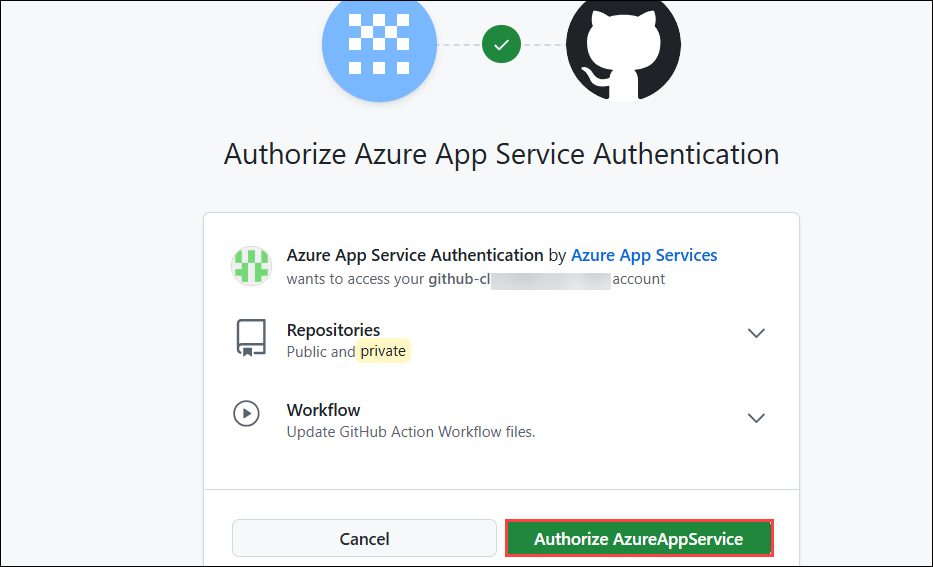 Authorize Azure App Service Authentication
Azure App Service Authentication by Azure App Services
wants to access your github-cl account
Repositories
Public and private
Workflow
Update GitHub Action Workflow files.
Cancel
Authorize AzureAppService